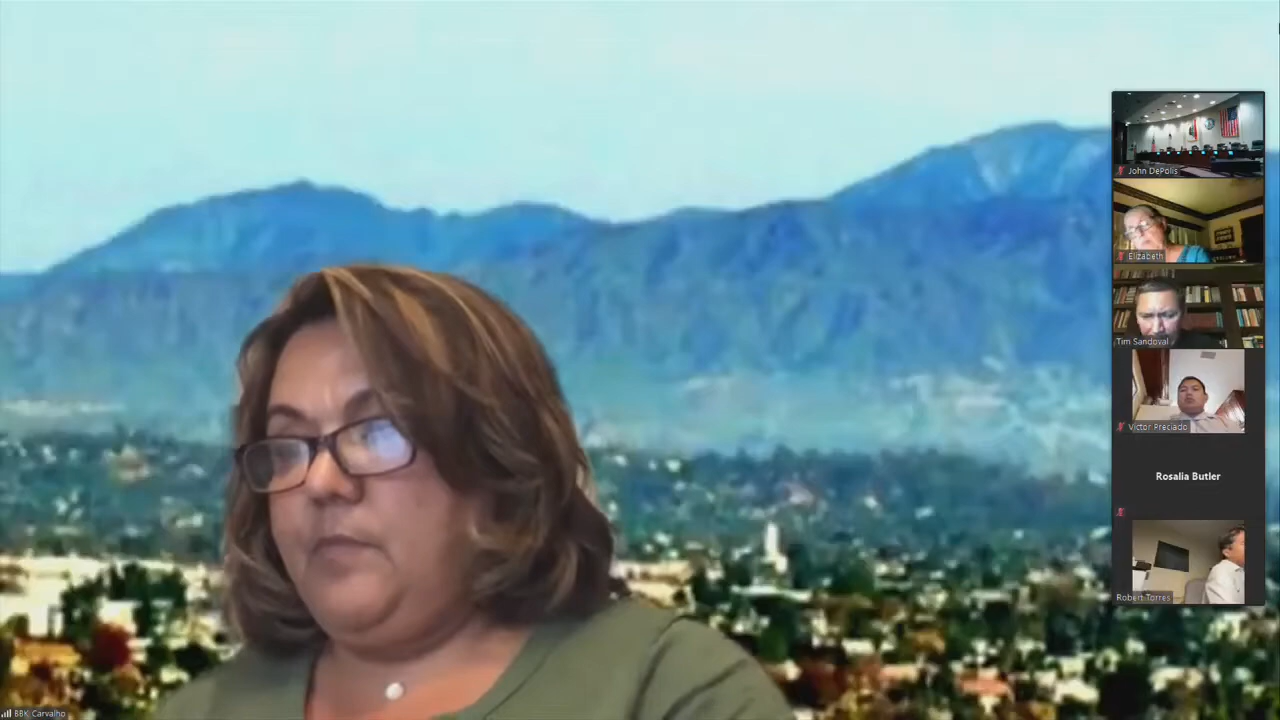 John DePolis
Elizabeth
Tim Sandoval
Victor Preciado
Rosalia Butler
Robert Torres
BBK Carvalho